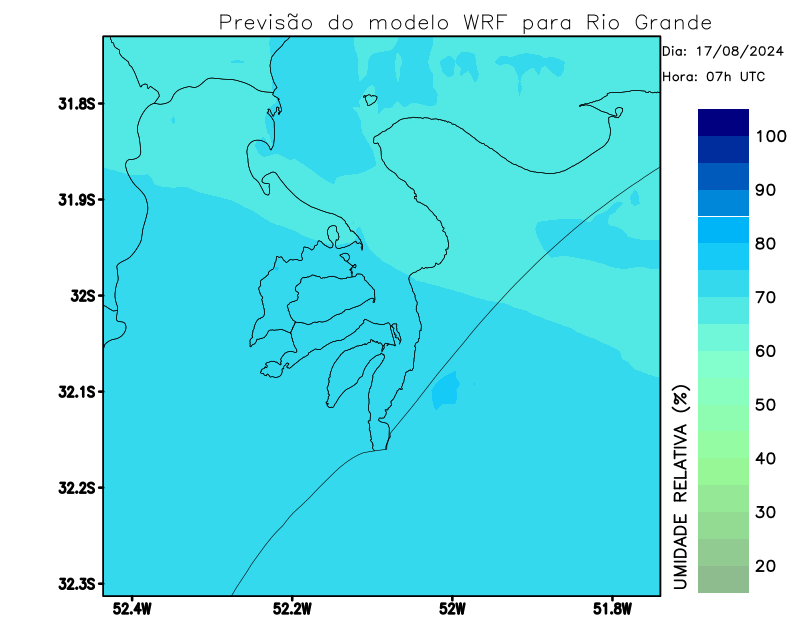 Previsão do modelo WRF para Rio Grande
Dia: 17/08/2024
Hora: 07h UTC
31.8S
31.9S
32S
32.1S
32.2S
32.3S
52.4W
52.2W
52W
51.8W
100
90
80
70
60
50
40
30
20
UMIDADE RELATIVA (%)